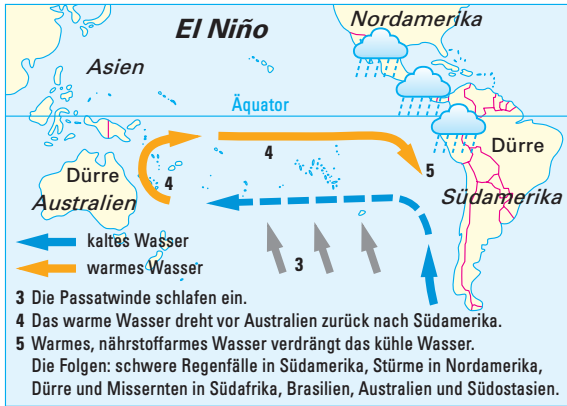 El Niño
Nordamerika
Asien
Äquator
4
Dürre
5
4
Dürre
Australien
Südamerika
kaltes Wasser
warmes Wasser
3
3 Die Passatwinde schlafen ein.
4 Das warme Wasser dreht vor Australien zurück nach Südamerika.
5 Warmes, nährstoffarmes Wasser verdrängt das kühle Wasser.
Die Folgen: schwere Regenfälle in Südamerika, Stürme in Nordamerika,
Dürre und Missernten in Südafrika, Brasilien, Australien und Südostasien.